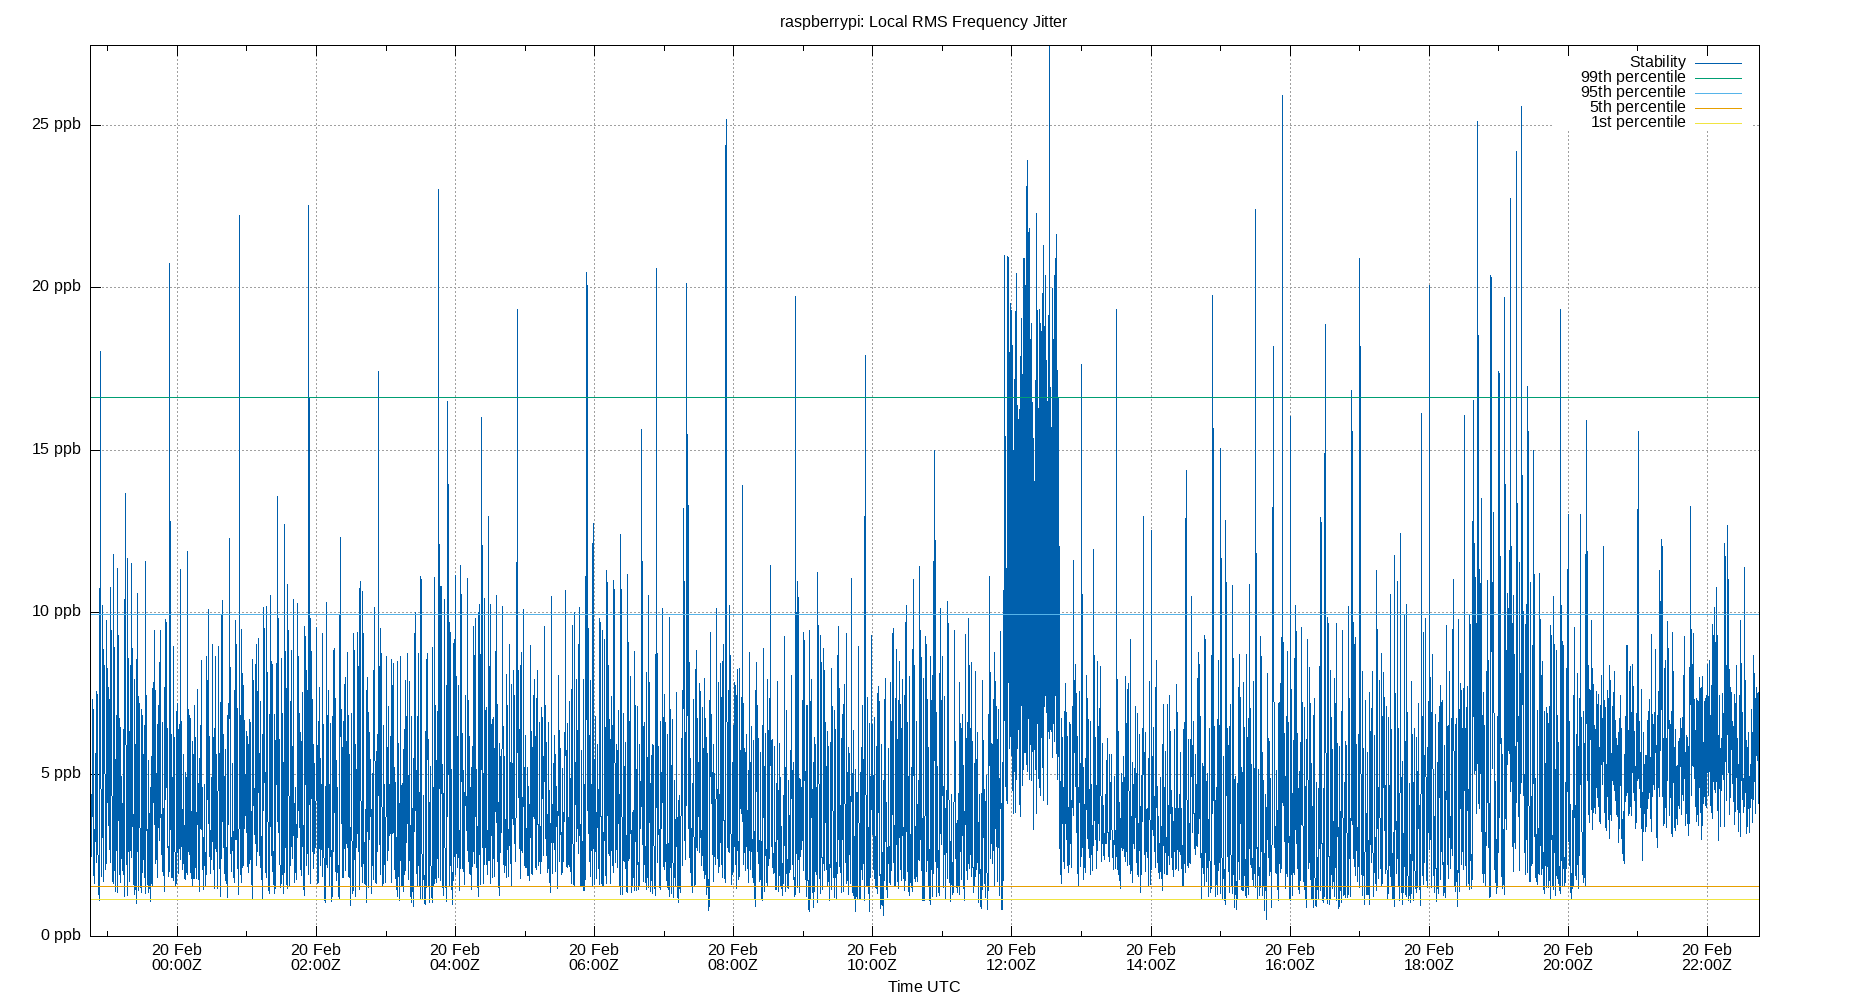 raspberrypi: Local RMS Frequency Jitter
Stability
99th percentile
95th percentile
5th percentile
1st percentile
25 ppb
20 ppb
15 ppb
10 ppb
5 ppb
0 ppb
20 Feb 20 Feb 20 Feb 20 Feb 20 Feb 20 Feb 20 Feb 20 Feb 20 Feb 20 Feb 20 Feb 20 Feb
00:00Z 02:00Z 04:00Z 06:00Z 08:00Z 10:00Z 12:00Z 14:00Z 16:00Z 18:00Z 20:00Z 22:00Z
Time UTC